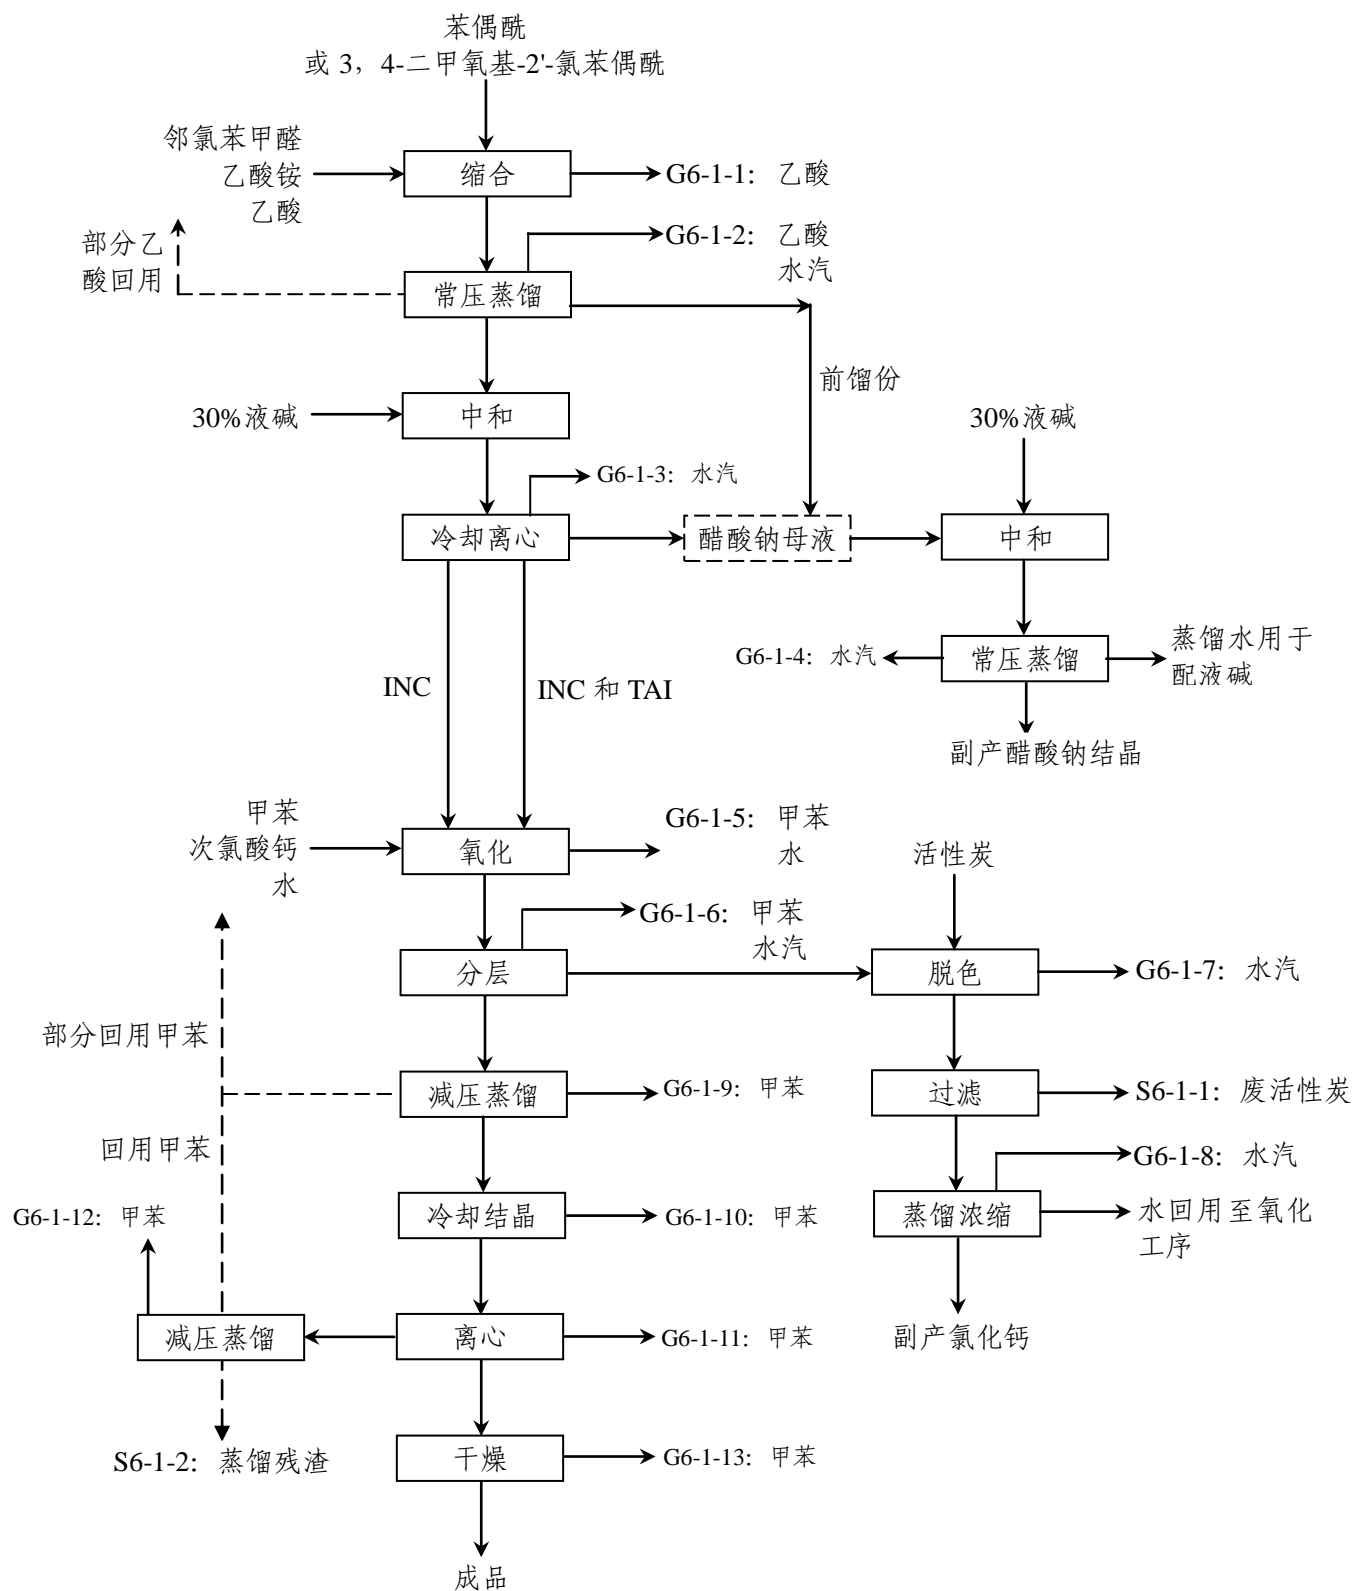 苯偶酰
或 3，4-二甲氧基-2'-氯苯偶酰
邻氯苯甲醛
乙酸铵
乙酸
缩合
G6-1-1: 乙酸
部分乙
酸回用
G6-1-2: 乙酸
水汽
常压蒸馏
前馏份
30%液碱
中和
30%液碱
G6-1-3: 水汽
冷却离心
醋酸钠母液
中和
G6-1-4: 水汽
常压蒸馏
蒸馏水用于
配液碱
INC
INC 和 TAI
副产醋酸钠结晶
甲苯
次氯酸钙
水
氧化
G6-1-5: 甲苯
水
活性炭
G6-1-6: 甲苯
水汽
分层
脱色
G6-1-7: 水汽
部分回用甲苯
减压蒸馏
G6-1-9: 甲苯
过滤
S6-1-1: 废活性炭
回用甲苯
G6-1-8: 水汽
G6-1-12: 甲苯
冷却结晶
G6-1-10: 甲苯
蒸馏浓缩
水回用至氧化
工序
减压蒸馏
离心
G6-1-11: 甲苯
副产氯化钙
S6-1-2: 蒸馏残渣
干燥
G6-1-13: 甲苯
成品